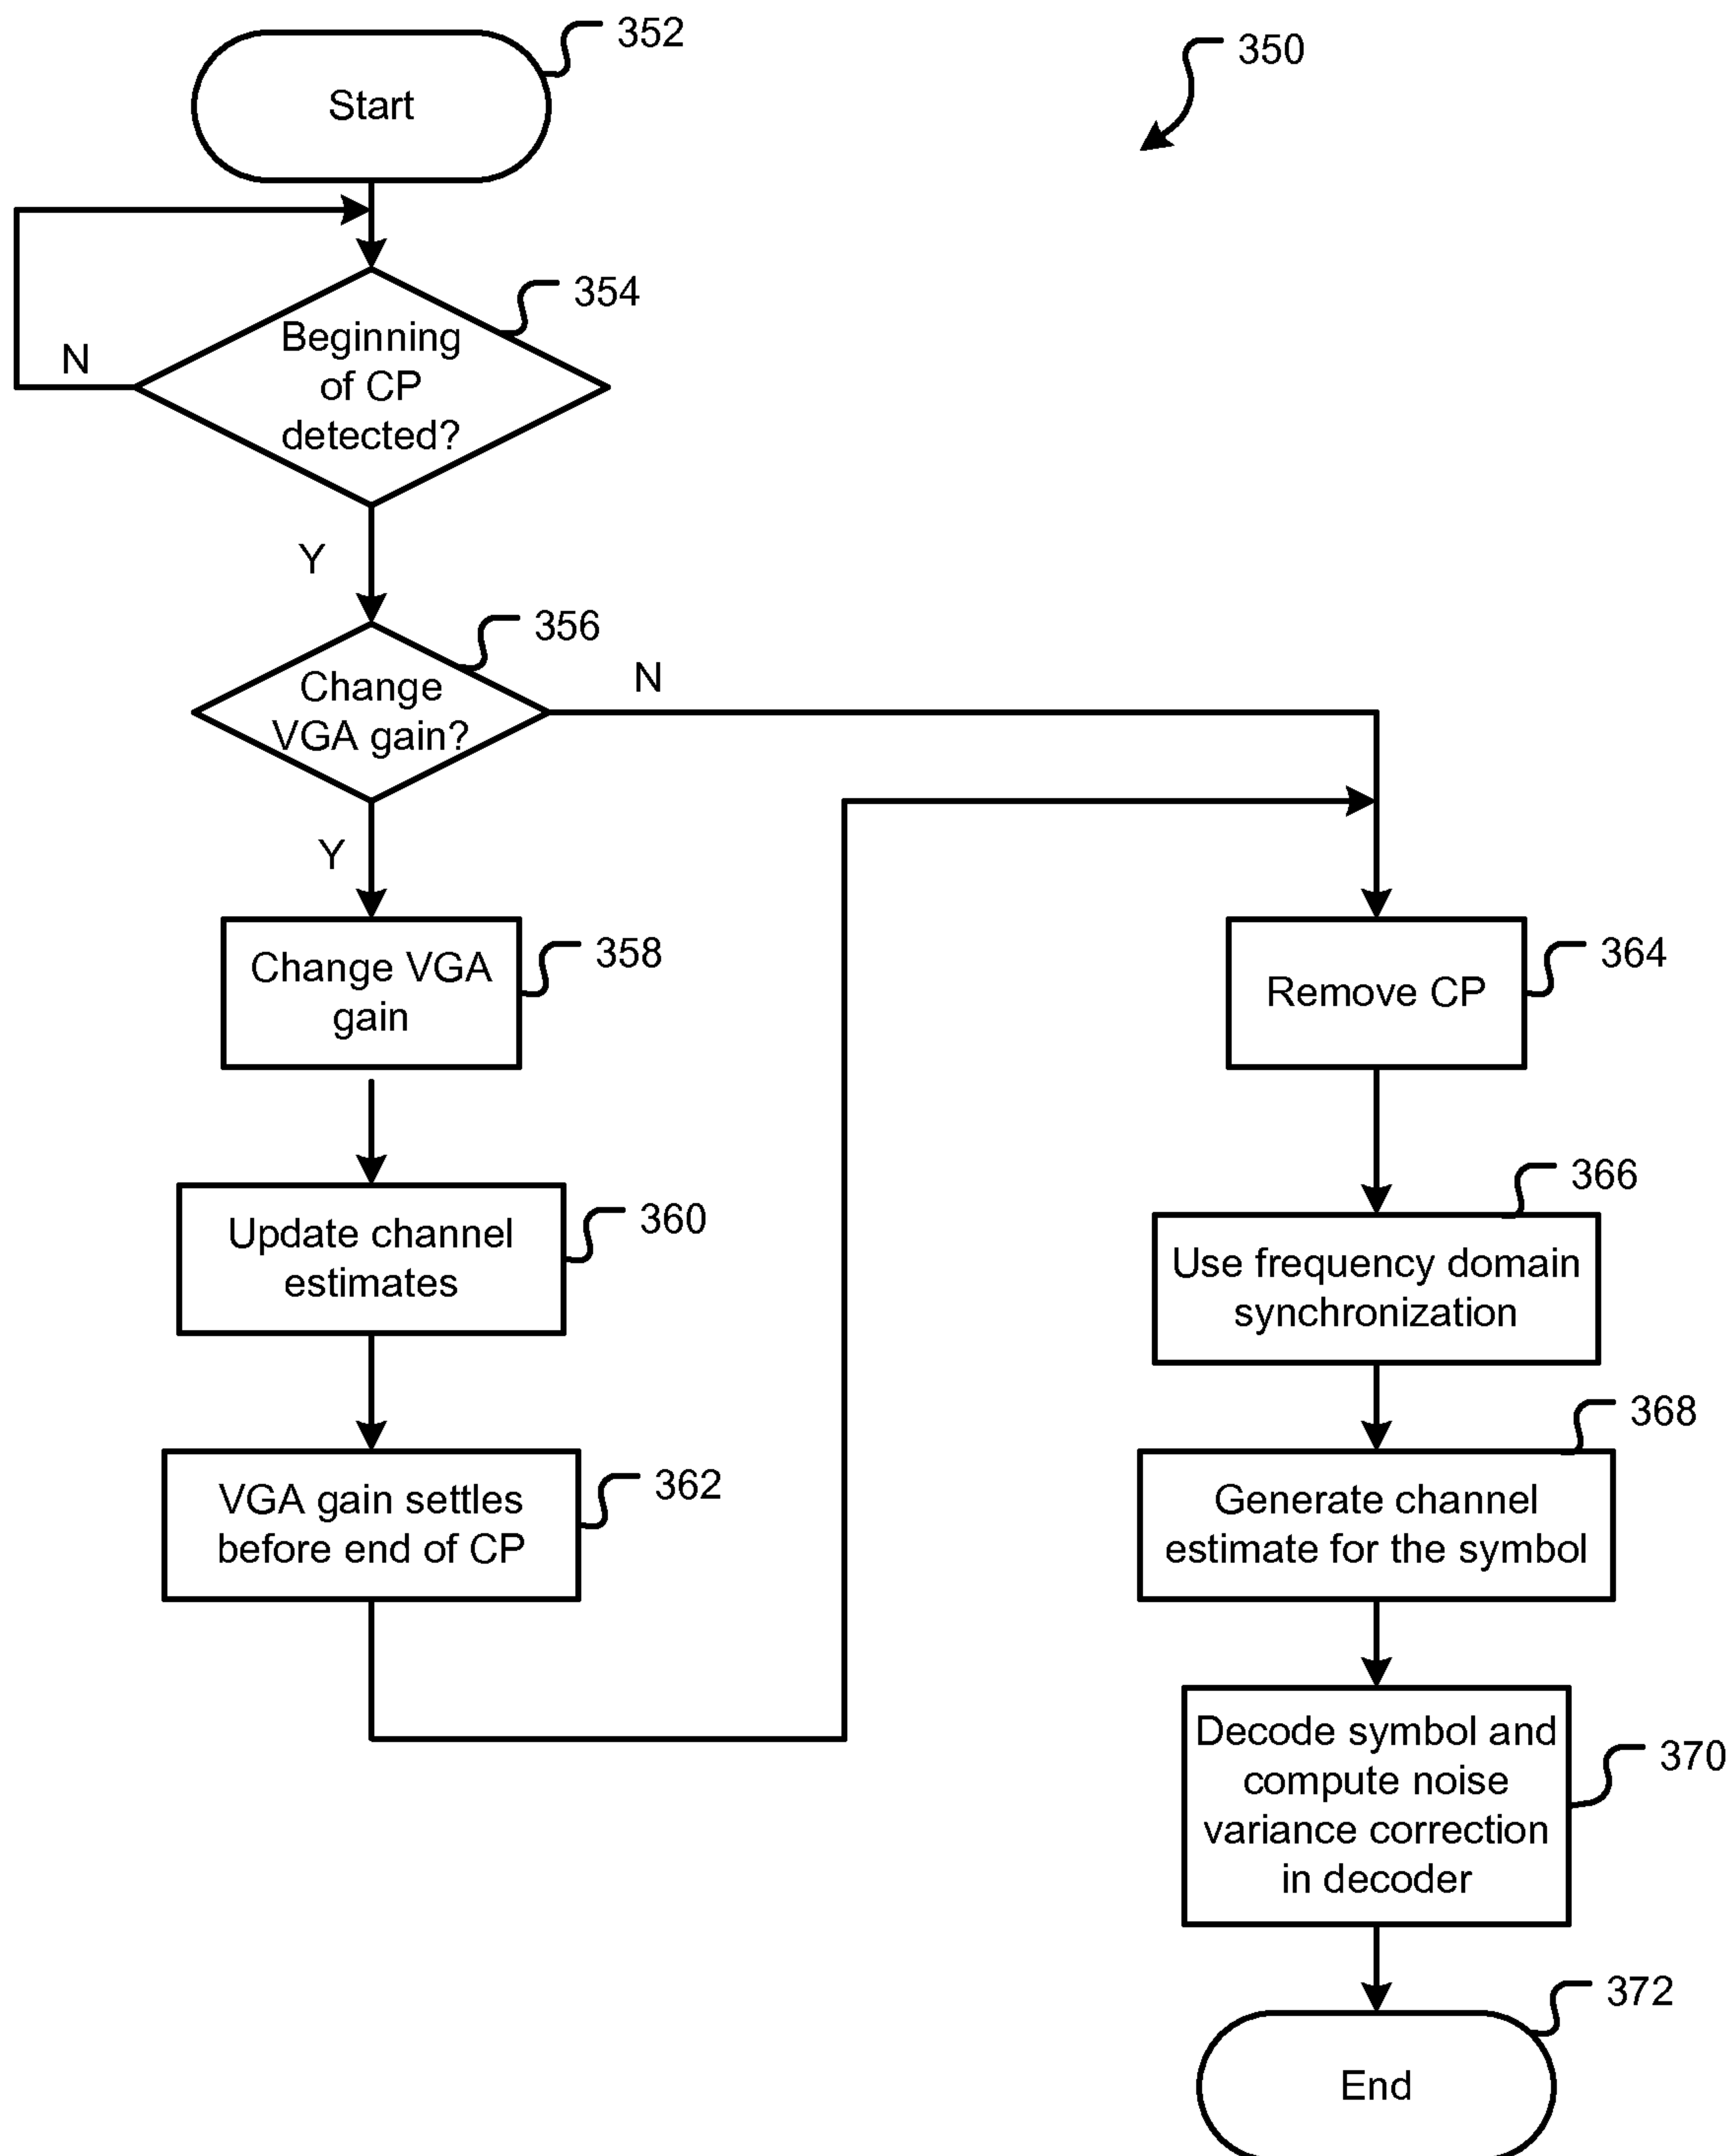 352
Start
350
354
Beginning
of CP
detected?
N
Y
356
Change
VGA gain?
N
Y
358
Change VGA
gain
360
Update channel
estimates
362
VGA gain settles
before end of CP
364
Remove CP
366
Use frequency domain
synchronization
368
Generate channel
estimate for the symbol
370
Decode symbol and
compute noise
variance correction
in decoder
372
End